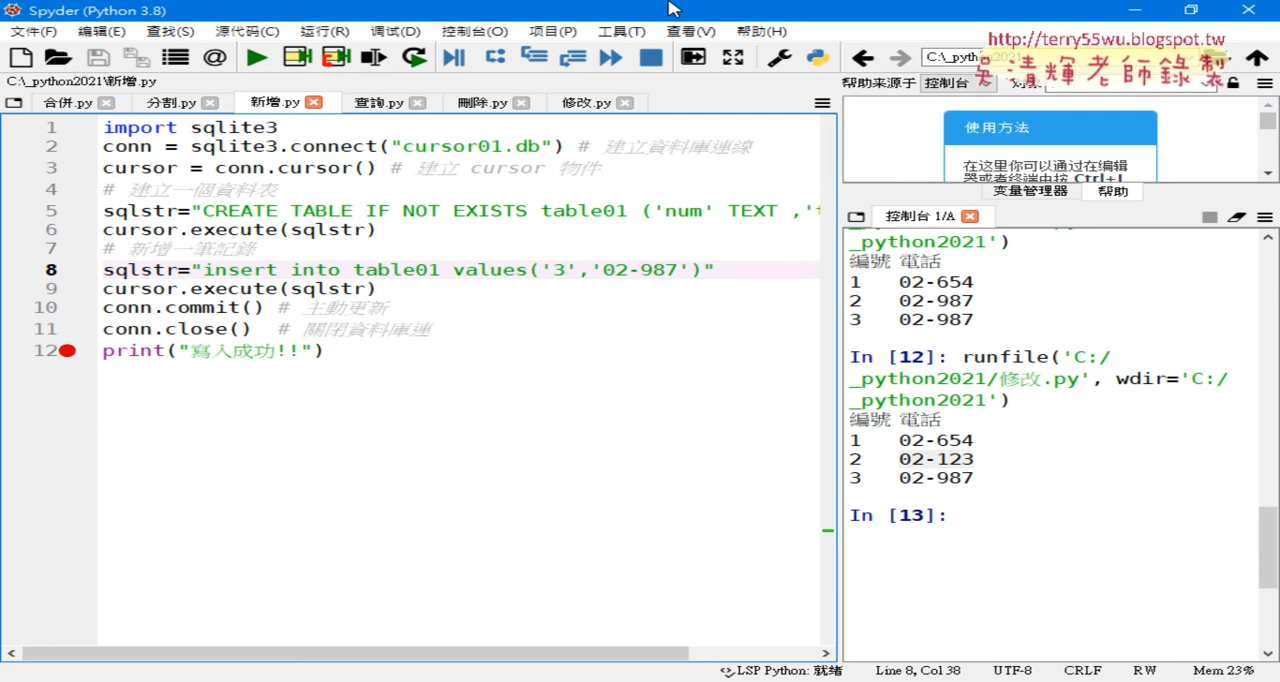 Spyder (Python 3.8)
文件(F) 编辑(E) 查找(S) 源代码(C) 运行(R) 调试(D) 控制台(O) 项目(P) 工具(T) 查看(V) 帮助(H)
http://terry55wu.blogspot.tw
吳清輝老師錄製
C:\_pyth
C:\_python2021\新增.py
帮助来源于 控制台
合併.py 分割.py 新增.py 查詢.py 刪除.py 修改.py
1 import sqlite3
2 conn = sqlite3.connect("cursor01.db") # 建立資料庫連線
3 cursor = conn.cursor() # 建立 cursor 物件
4 # 建立一個資料表
5 sqlstr="CREATE TABLE IF NOT EXISTS table01 ('num' TEXT ,'t
6 cursor.execute(sqlstr)
7 # 新增一筆記錄
8 sqlstr="insert into table01 values('3','02-987')"
9 cursor.execute(sqlstr)
10 conn.commit() # 主動更新
11 conn.close() # 關閉資料庫連
12 print("寫入成功!!")
使用方法
在这里你可以通过在编辑
器或者终端中按 Ctrl+I
变量管理器 帮助
控制台 1/A
_python2021')
編號 電話
1 02-654
2 02-987
3 02-987
In [12]: runfile('C:/
_python2021/修改.py', wdir='C:/
_python2021')
編號 電話
1 02-654
2 02-123
3 02-987
In [13]:
LSP Python: 就绪 Line 8, Col 38 UTF-8 CRLF RW Mem 23%